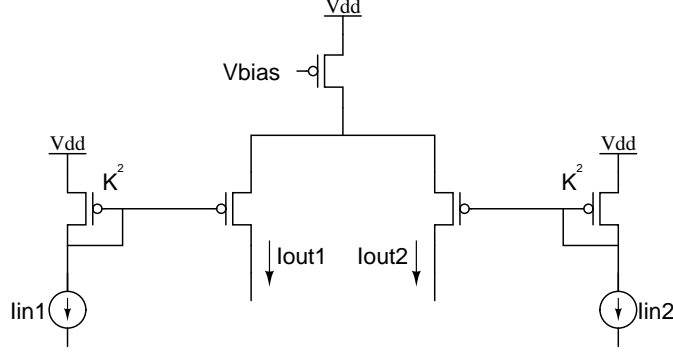 Vdd
Vbias
Vdd
Vdd
K²
K²
Iout1
Iout2
Iin1
Iin2